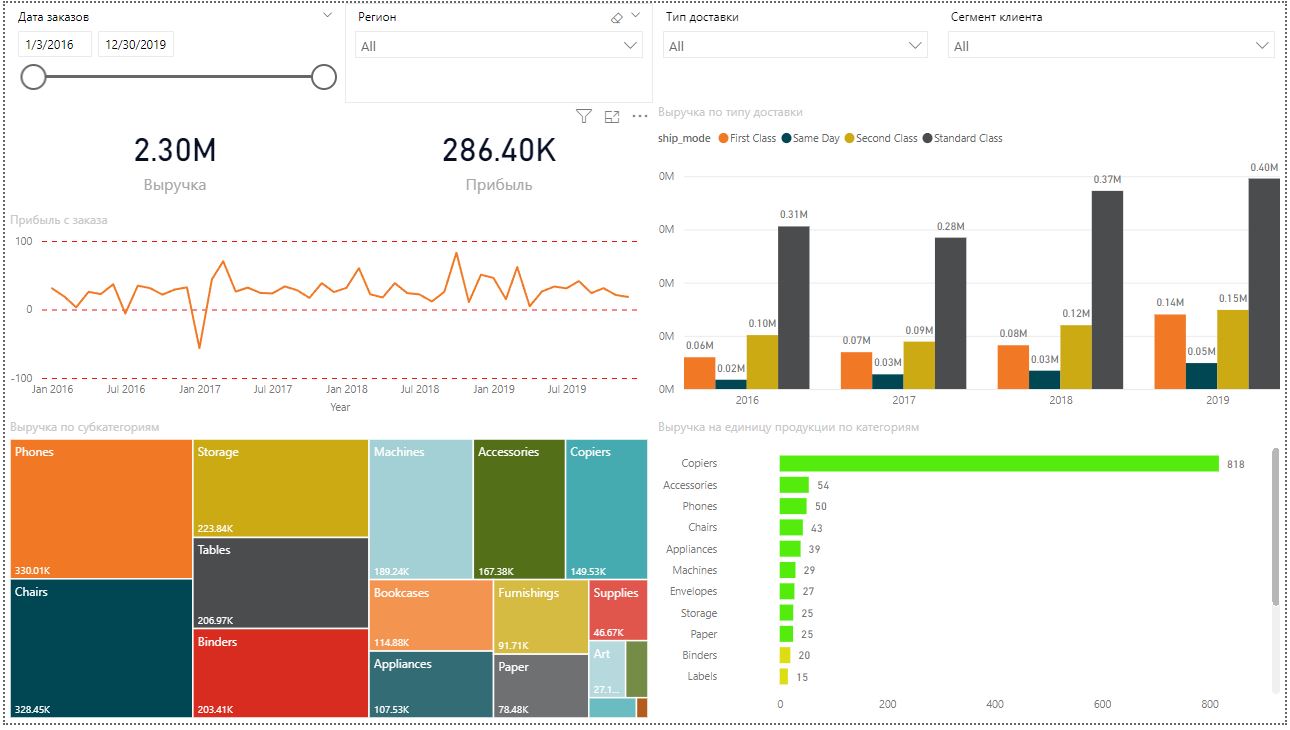 Дата заказов
1/3/2016
12/30/2019
Регион
All
Тип доставки
All
Сегмент клиента
All
2.30M
Выручка
286.40K
Прибыль
Прибыль с заказа
100
0
-100
Jan 2016
Jul 2016
Jan 2017
Jul 2017
Jan 2018
Jul 2018
Jan 2019
Jul 2019
Year
Выручка по типу доставки
ship_mode
First Class
Same Day
Second Class
Standard Class
0M
0M
0M
0M
0M
0.06M
0.02M
0.10M
0.31M
0.07M
0.03M
0.09M
0.28M
0.08M
0.03M
0.12M
0.37M
0.14M
0.05M
0.15M
0.40M
2016
2017
2018
2019
Выручка по субкатегориям
Phones
330.01K
Chairs
328.45K
Storage
223.84K
Tables
206.97K
Binders
203.41K
Machines
189.24K
Accessories
167.38K
Copiers
149.53K
Bookcases
114.88K
Appliances
107.53K
Furnishings
91.71K
Paper
78.48K
Supplies
46.67K
Art
27.1...
Выручка на единицу продукции по категориям
Copiers
818
Accessories
54
Phones
50
Chairs
43
Appliances
39
Machines
29
Envelopes
27
Storage
25
Paper
25
Binders
20
Labels
15
0
200
400
600
800